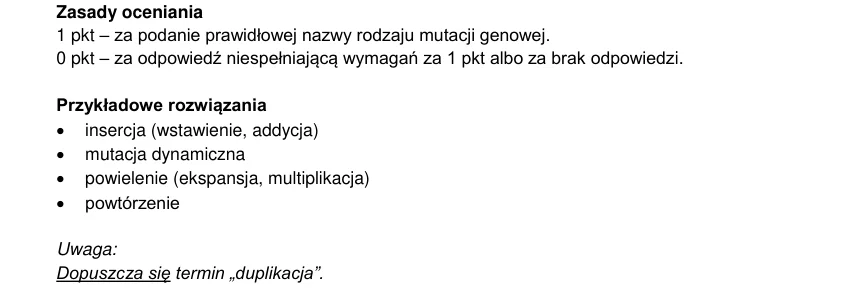 Zasady oceniania
1 pkt – za podanie prawidłowej nazwy rodzaju mutacji genowej.
0 pkt – za odpowiedź niespełniającą wymagań za 1 pkt albo za brak odpowiedzi.
Przykładowe rozwiązania
• insercja (wstawienie, addycja)
• mutacja dynamiczna
• powielenie (ekspansja, multiplikacja)
• powtórzenie
Uwaga:
Dopuszcza się termin „duplikacja”.